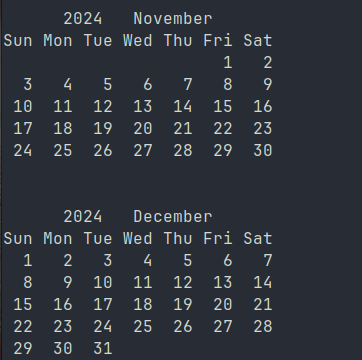 2024 November
Sun Mon Tue Wed Thu Fri Sat
1 2
3 4 5 6 7 8 9
10 11 12 13 14 15 16
17 18 19 20 21 22 23
24 25 26 27 28 29 30
2024 December
Sun Mon Tue Wed Thu Fri Sat
1 2 3 4 5 6 7
8 9 10 11 12 13 14
15 16 17 18 19 20 21
22 23 24 25 26 27 28
29 30 31